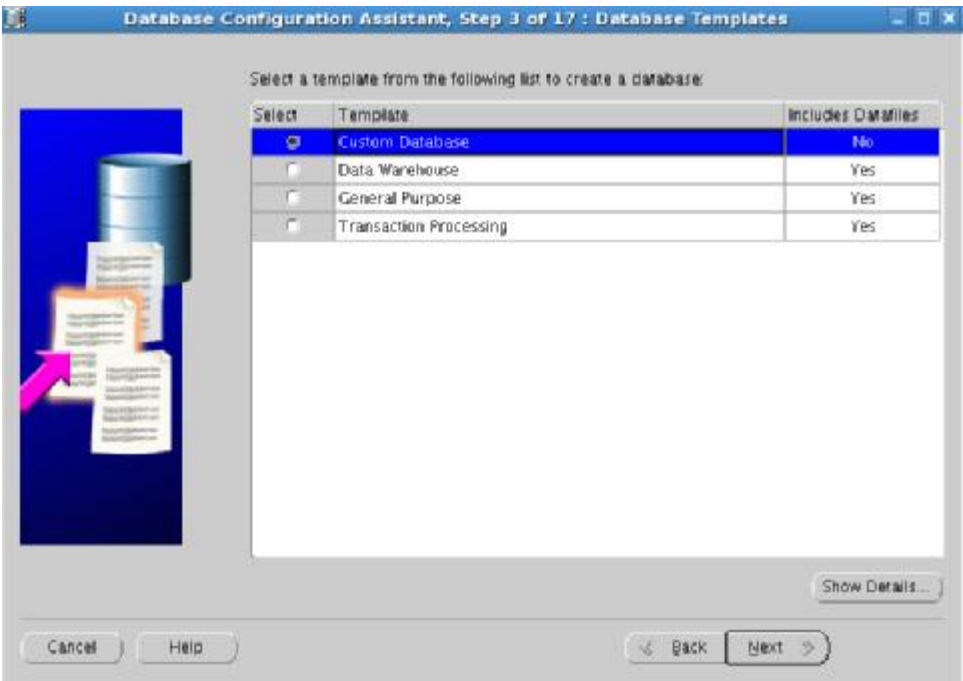 Database Configuration Assistant, Step 3 of 17 : Database Templates
Select a template from the following list to create a database:
Select Template Includes Datafiles
Custom Database No
Data Warehouse Yes
General Purpose Yes
Transaction Processing Yes
Show Details...
Cancel Help Back Next